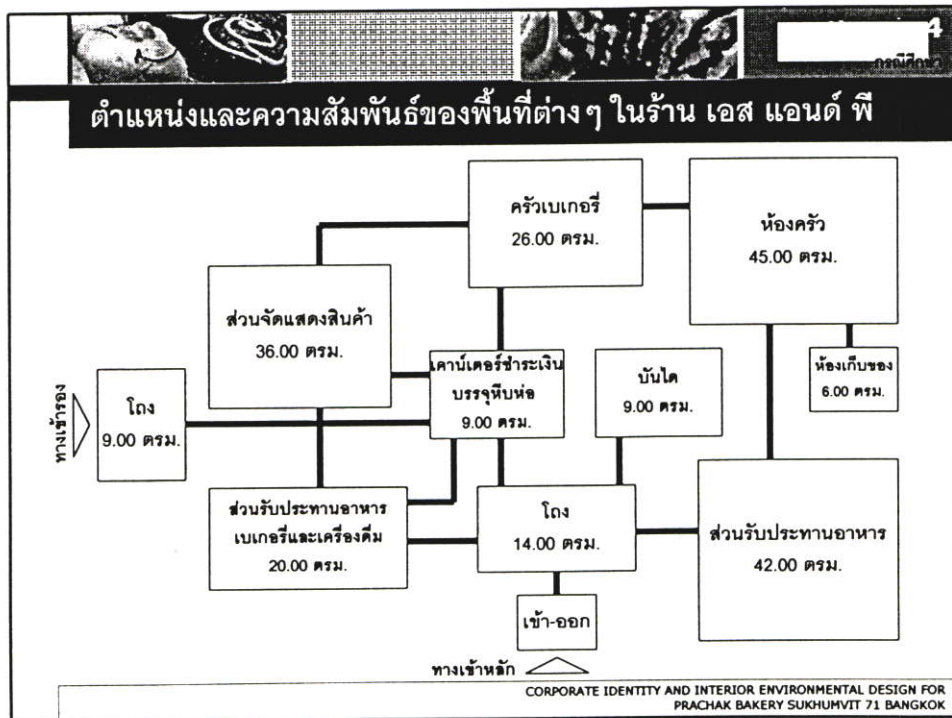 4
กรณีศึกษา
ตำแหน่งและความสัมพันธ์ของพื้นที่ต่างๆ ในร้าน เอส แอนด์ พี
ครัวเบเกอรี่
26.00 ตรม.
ห้องครัว
45.00 ตรม.
ส่วนจัดแสดงสินค้า
36.00 ตรม.
เคาน์เตอร์ชำระเงิน
บรรจุหีบห่อ
9.00 ตรม.
บันได
9.00 ตรม.
ห้องเก็บของ
6.00 ตรม.
ทางเข้ารอง
โถง
9.00 ตรม.
ส่วนรับประทานอาหาร
เบเกอรี่และเครื่องดื่ม
20.00 ตรม.
โถง
14.00 ตรม.
ส่วนรับประทานอาหาร
42.00 ตรม.
เข้า-ออก
ทางเข้าหลัก
CORPORATE IDENTITY AND INTERIOR ENVIRONMENTAL DESIGN FOR
PRACHAK BAKERY SUKHUMVIT 71 BANGKOK